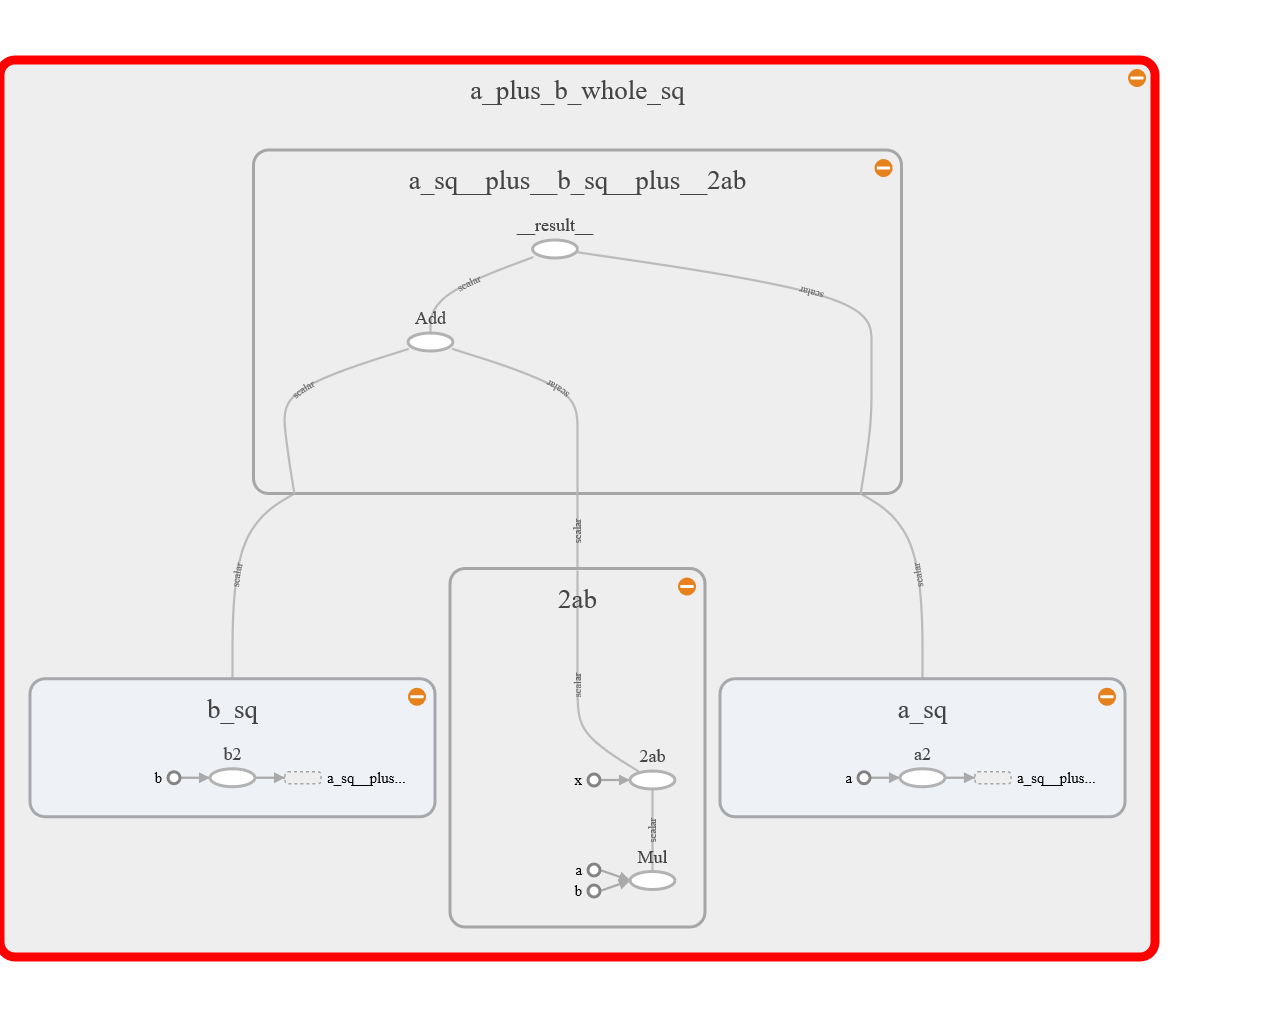 a_plus_b_whole_sq
a_sq__plus__b_sq__plus__2ab
__result__
scalar
scalar
Add
scalar
scalar
scalar
scalar
scalar
2ab
scalar
b_sq
b2
b
a_sq__plus...
2ab
x
scalar
Mul
a
b
a_sq
a2
a
a_sq__plus...